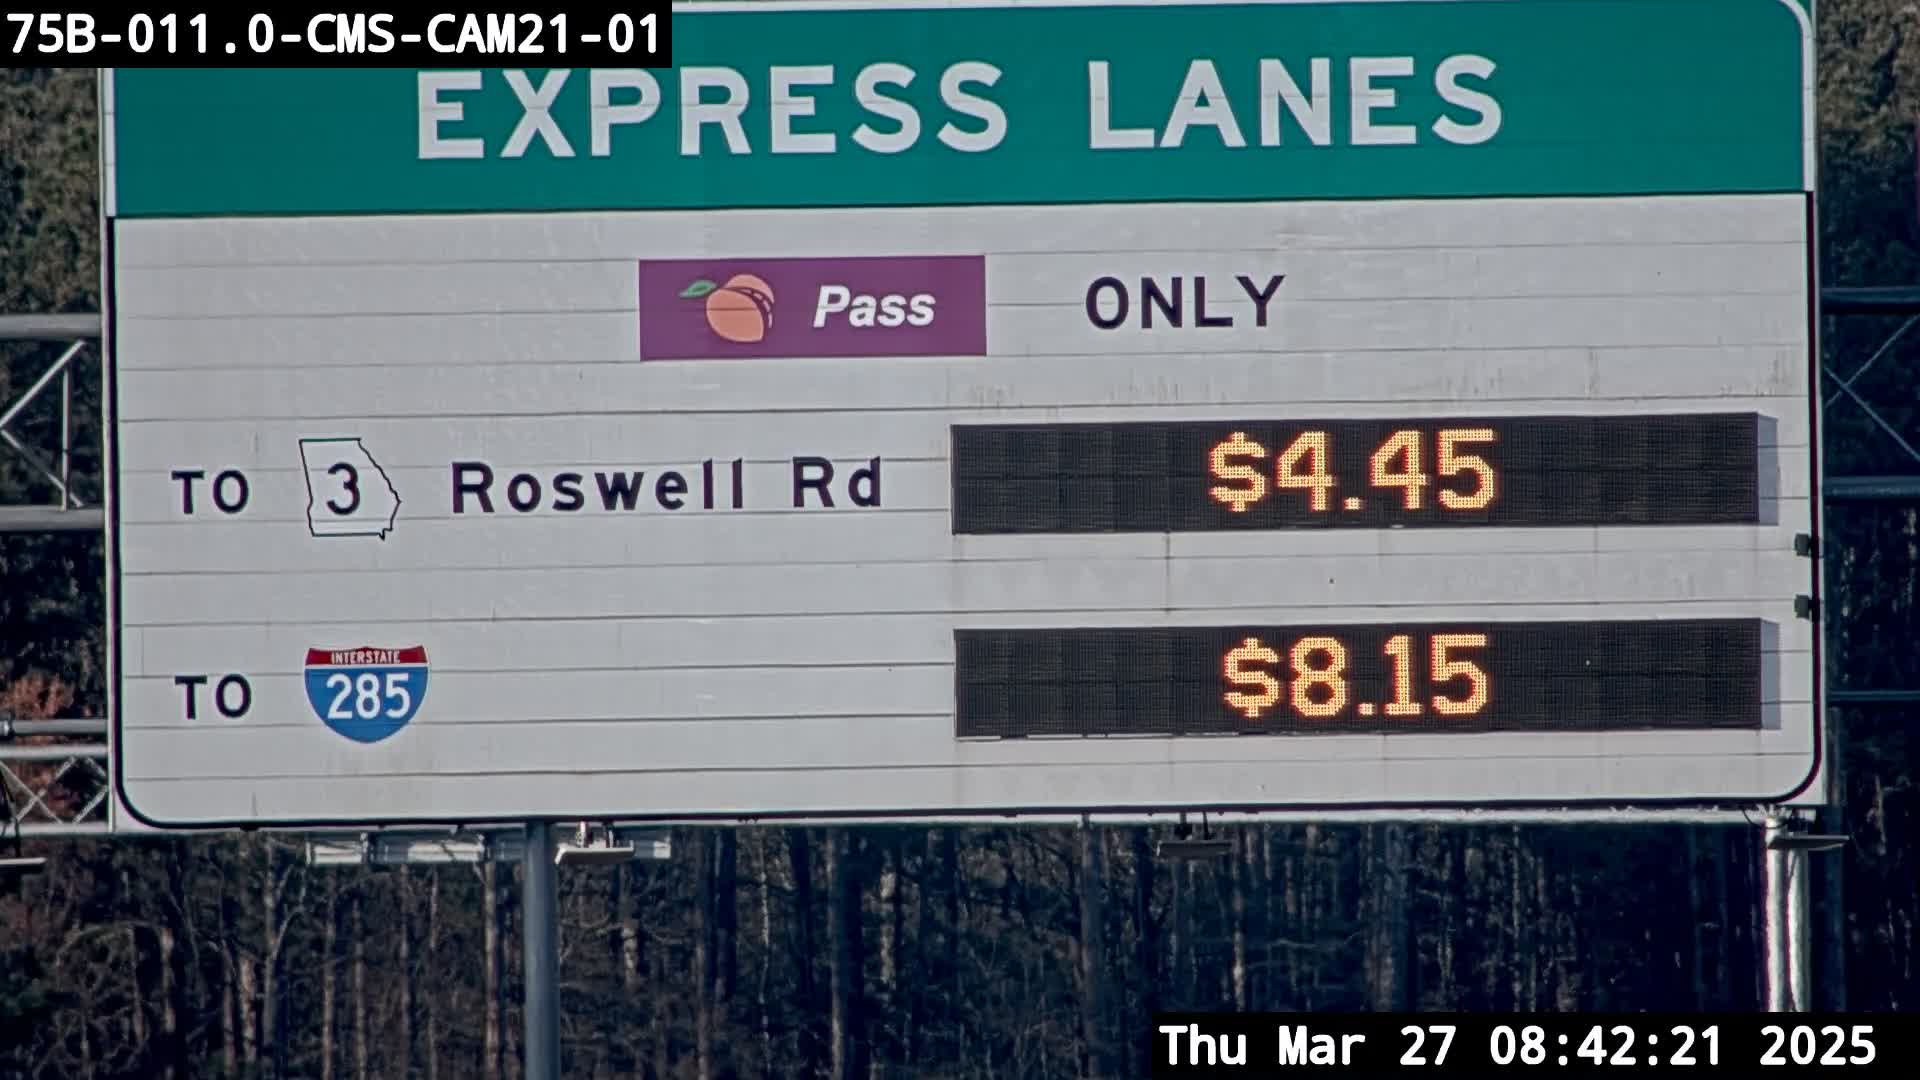 75B-011.0-CMS-CAM21-01
EXPRESS LANES
Pass ONLY
TO 3 Roswell Rd $4.45
TO INTERSTATE 285 $8.15
Thu Mar 27 08:42:21 2025